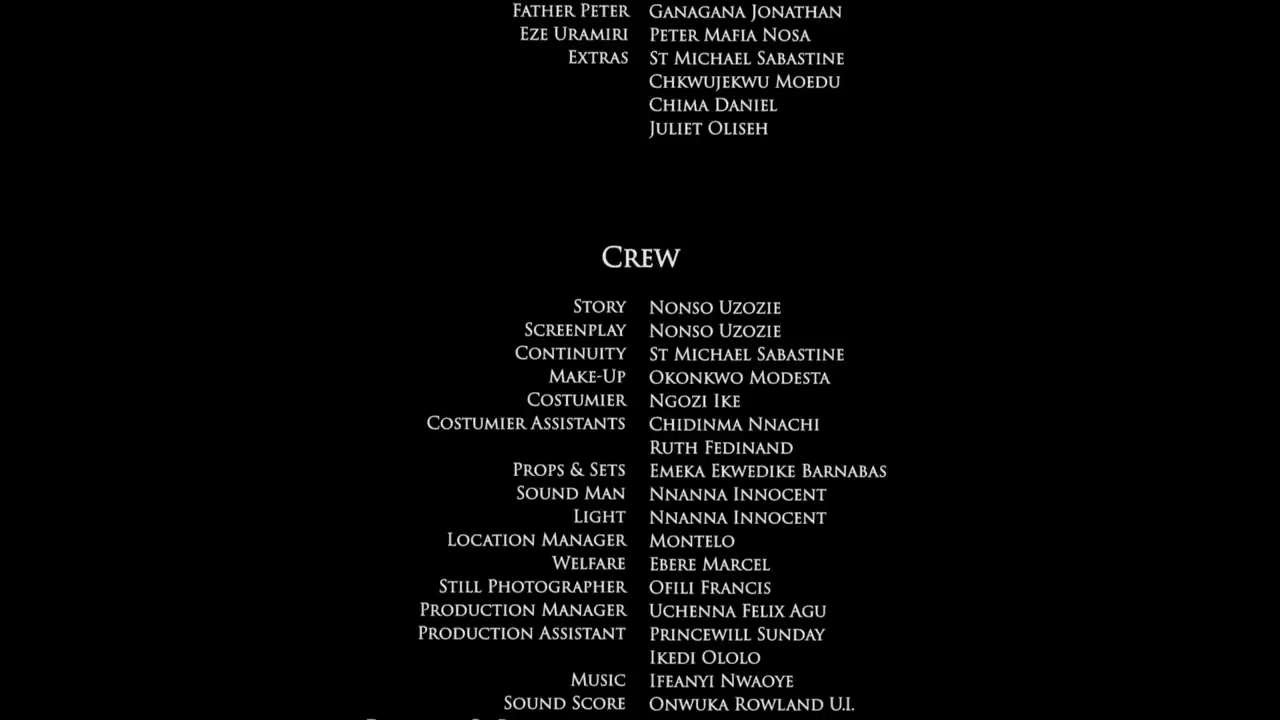 Father Peter Ganagana Jonathan
Eze Uramiri Peter Mafia Nosa
Extras St Michael Sabastine
Chkwujekwu Moedu
Chima Daniel
Juliet Oliseh
Crew
Story Nonso Uzozie
Screenplay Nonso Uzozie
Continuity St Michael Sabastine
Make-Up Okonkwo Modesta
Costumier Ngozi Ike
Costumier Assistants Chidinma Nnachi
Ruth Fedinand
Props & Sets Emeka Ekwedike Barnabas
Sound Man Nnanna Innocent
Light Nnanna Innocent
Location Manager Montelo
Welfare Ebere Marcel
Still Photographer Ofili Francis
Production Manager Uchenna Felix Agu
Production Assistant Princewill Sunday
Ikedi Ololo
Music Ifeanyi Nwaoye
Sound Score Onwuka Rowland U.I.